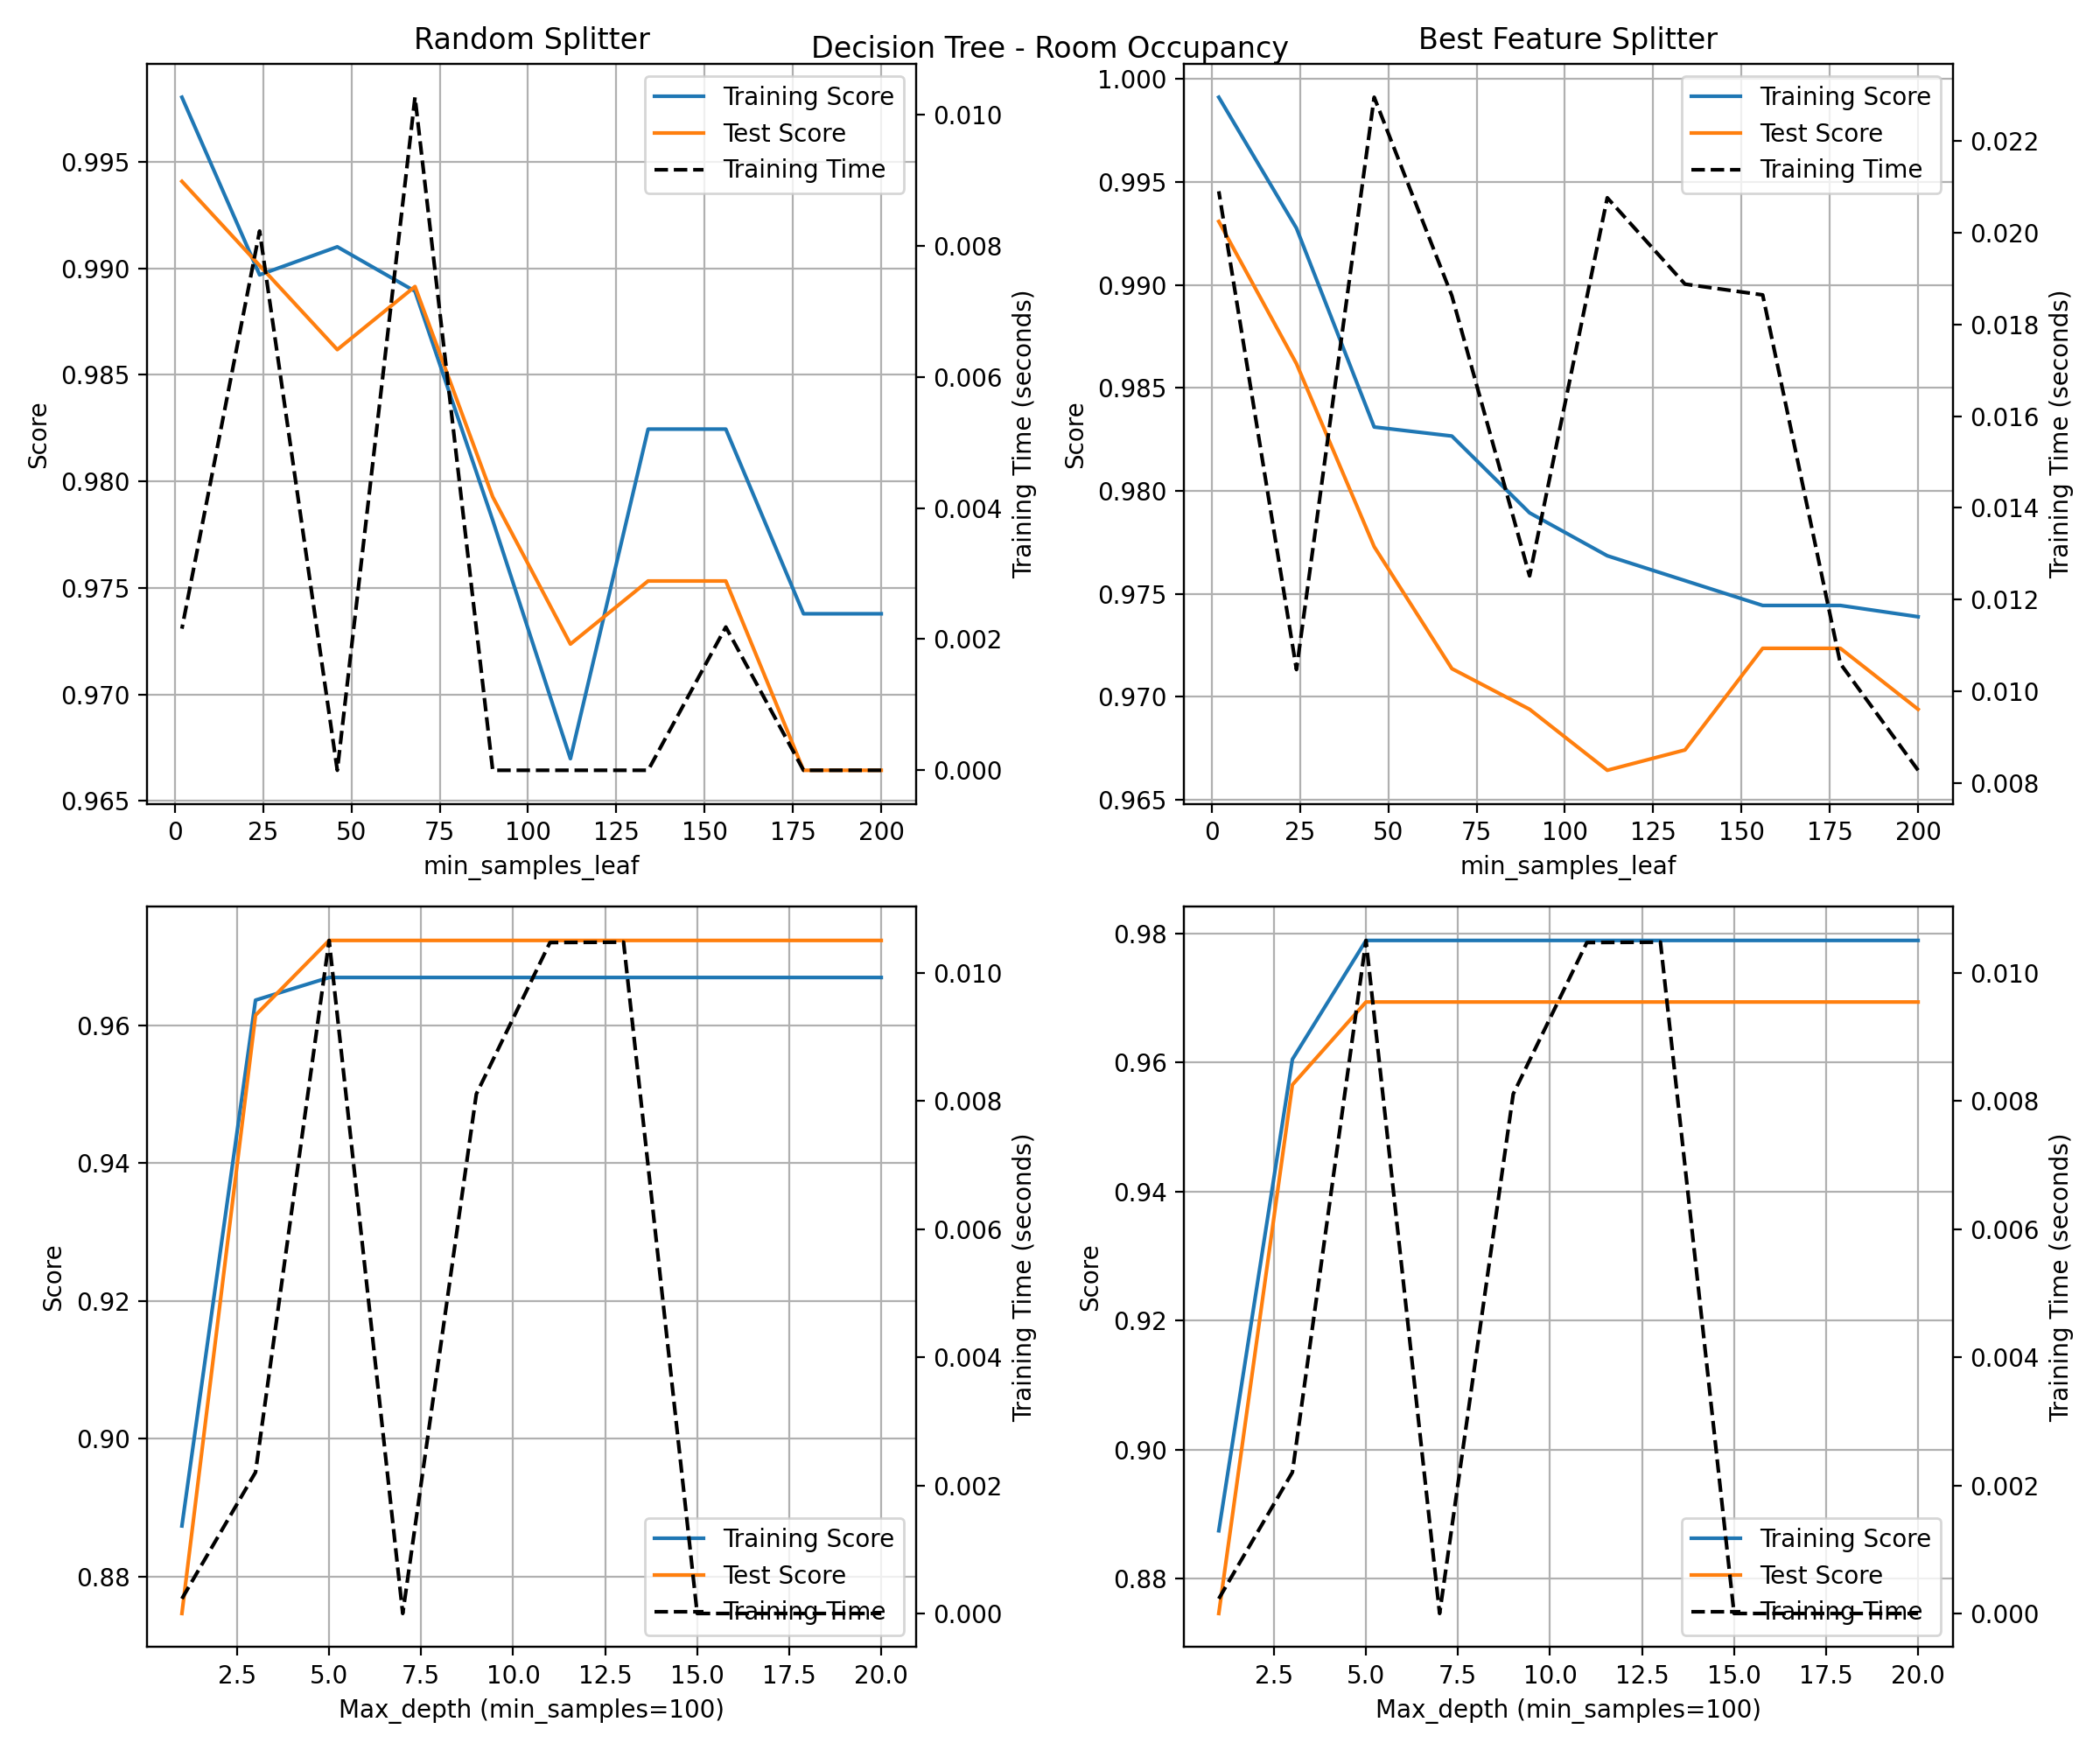 Decision Tree - Room Occupancy
Random Splitter
Training Score
Test Score
Training Time
Score
0.995
0.990
0.985
0.980
0.975
0.970
0.965
0.010
0.008
0.006
0.004
0.002
0.000
Training Time (seconds)
0 25 50 75 100 125 150 175 200
min_samples_leaf
Best Feature Splitter
Training Score
Test Score
Training Time
Score
1.000
0.995
0.990
0.985
0.980
0.975
0.970
0.965
0.022
0.020
0.018
0.016
0.014
0.012
0.010
0.008
Training Time (seconds)
0 25 50 75 100 125 150 175 200
min_samples_leaf
Score
0.96
0.94
0.92
0.90
0.88
0.010
0.008
0.006
0.004
0.002
0.000
Training Time (seconds)
Training Score
Test Score
Training Time
2.5 5.0 7.5 10.0 12.5 15.0 17.5 20.0
Max_depth (min_samples=100)
Score
0.98
0.96
0.94
0.92
0.90
0.88
0.010
0.008
0.006
0.004
0.002
0.000
Training Time (seconds)
Training Score
Test Score
Training Time
2.5 5.0 7.5 10.0 12.5 15.0 17.5 20.0
Max_depth (min_samples=100)